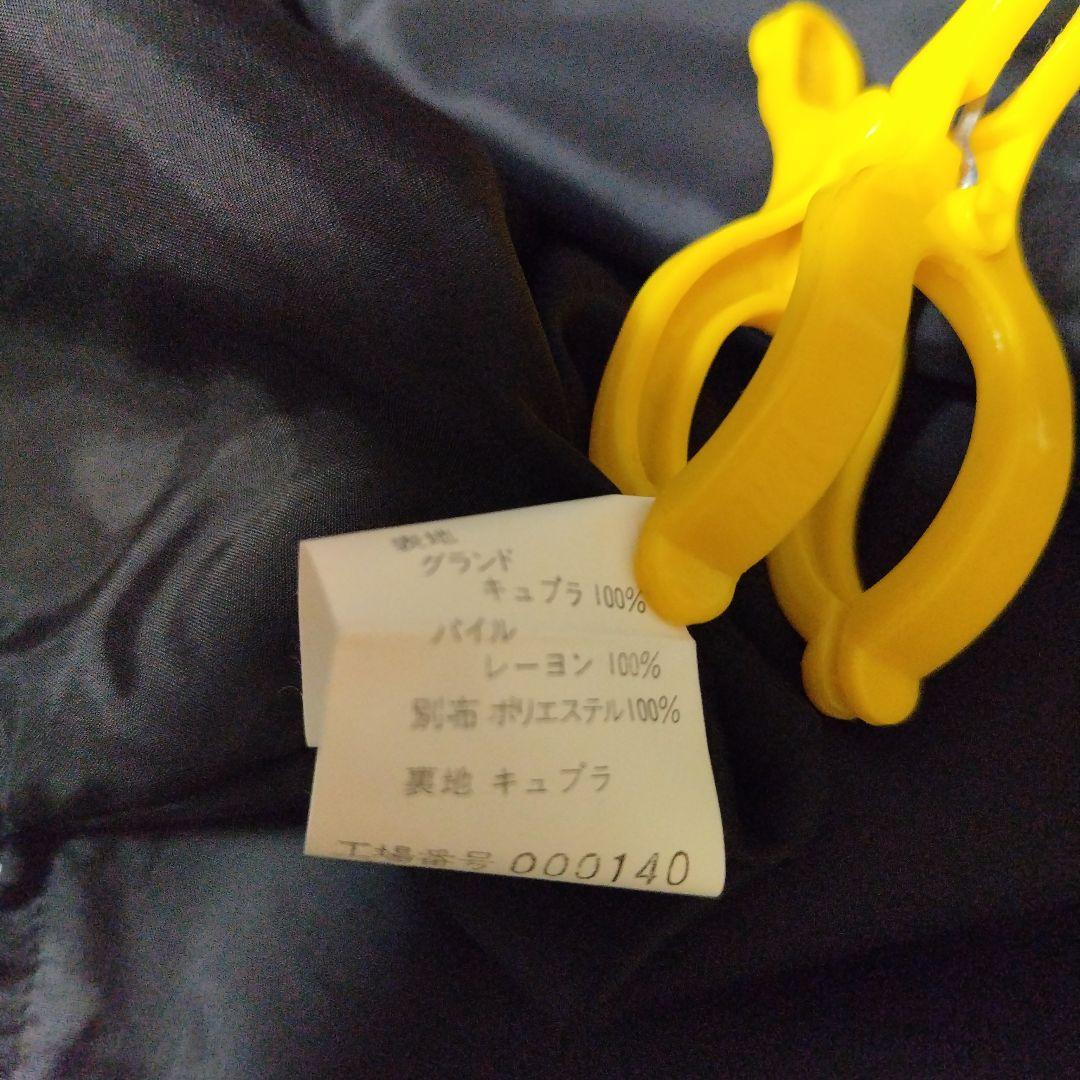 表地
グランド
キュプラ 100%
パイル
レーヨン 100%
別布 ポリエステル100%
裏地 キュプラ
工場番号 000140